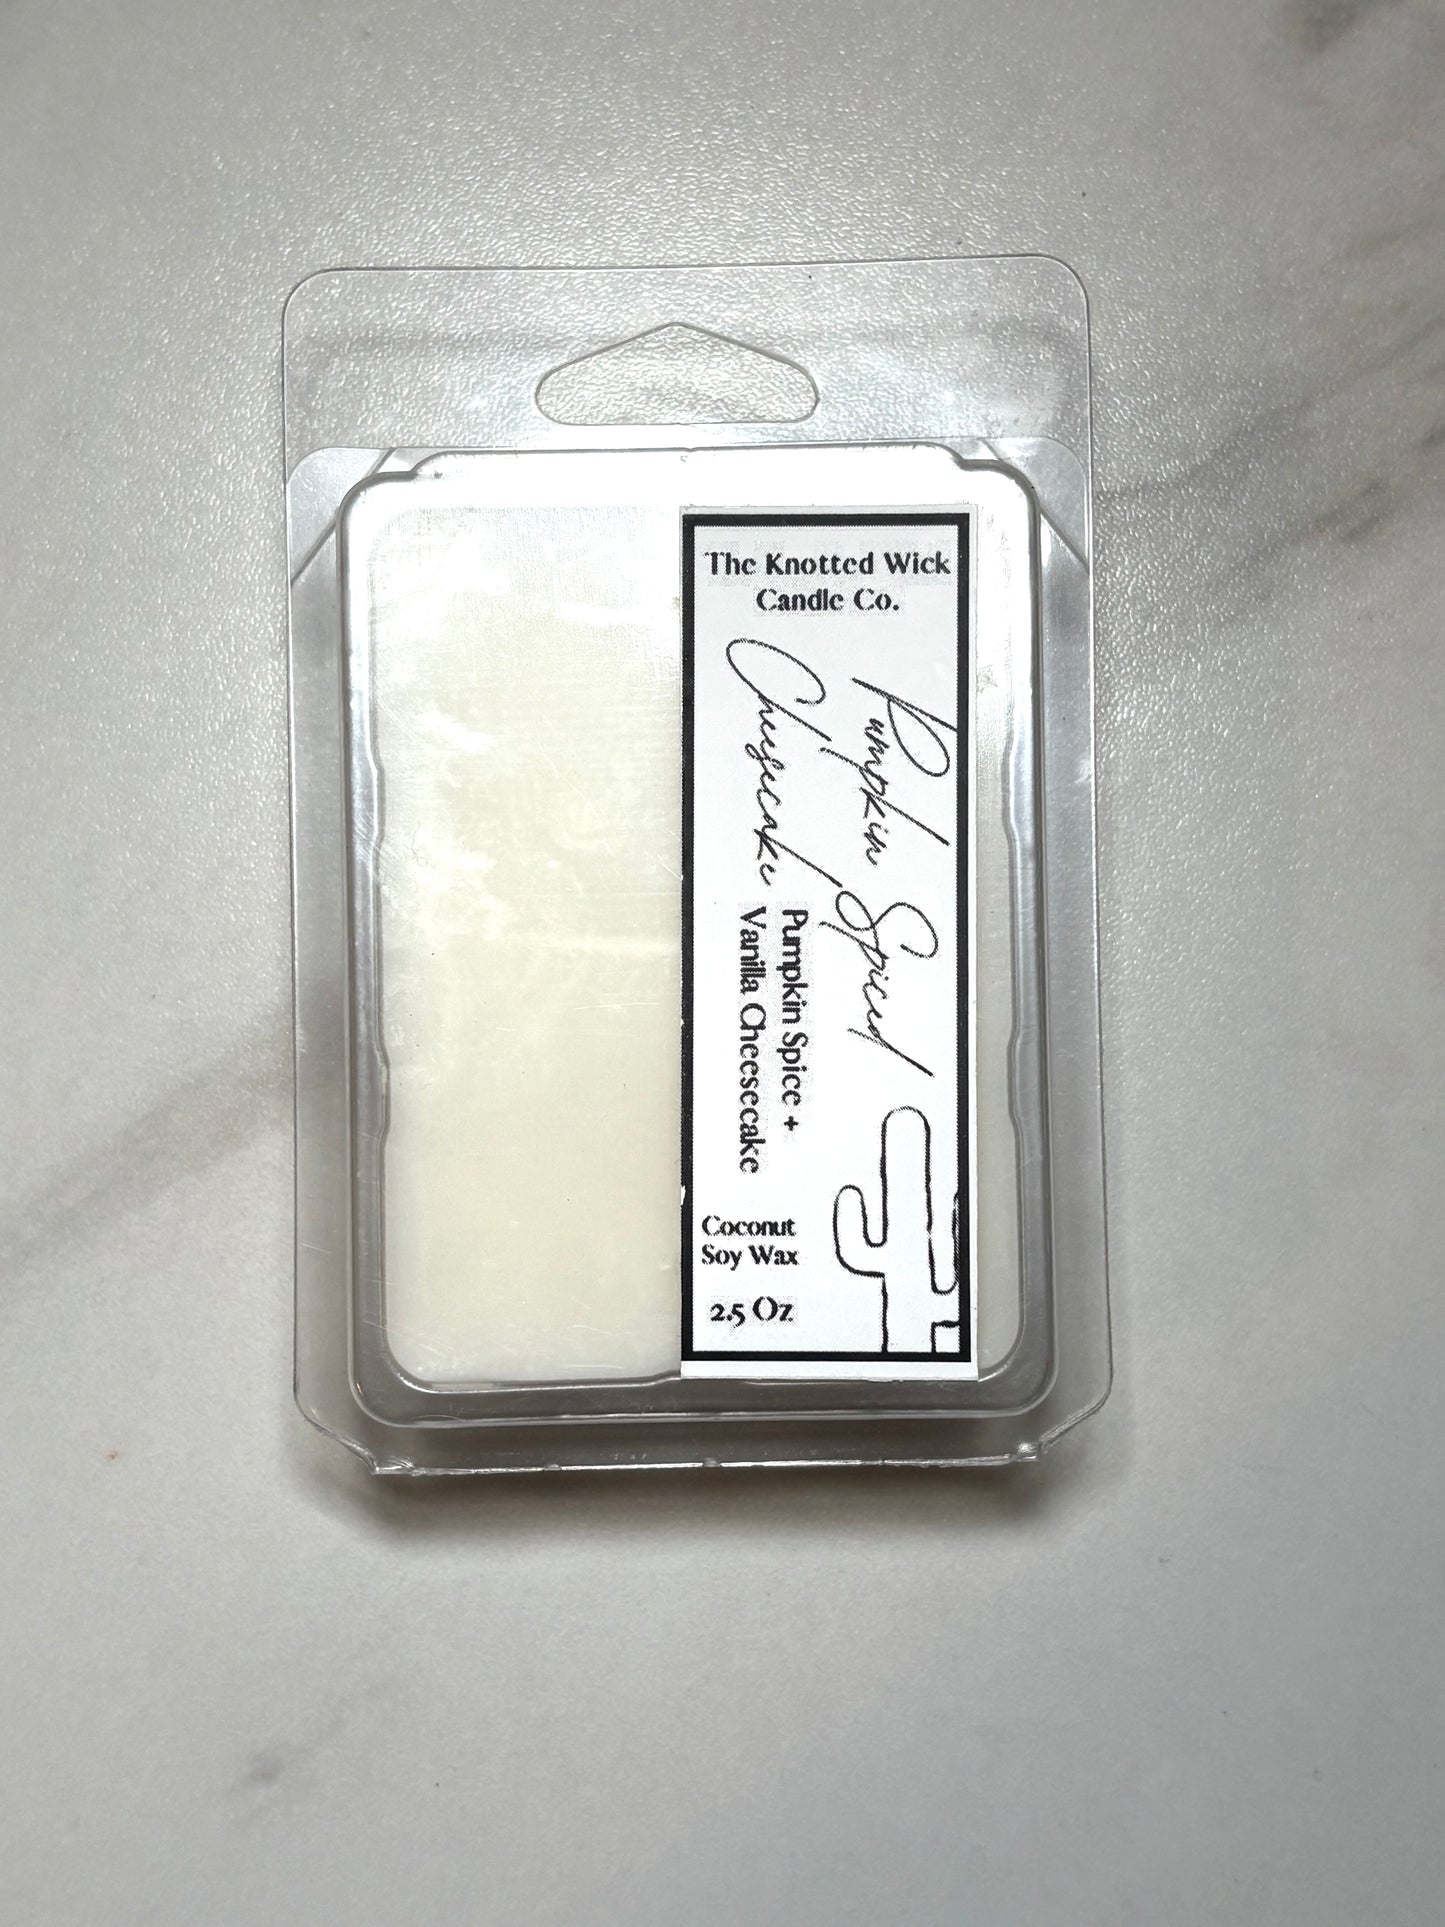 The Knotted Wick
Candle Co.
Pumpkin Spiced
Cheesecake
Pumpkin Spice +
Vanilla Cheesecake
Coconut
Soy Wax
2.5 Oz